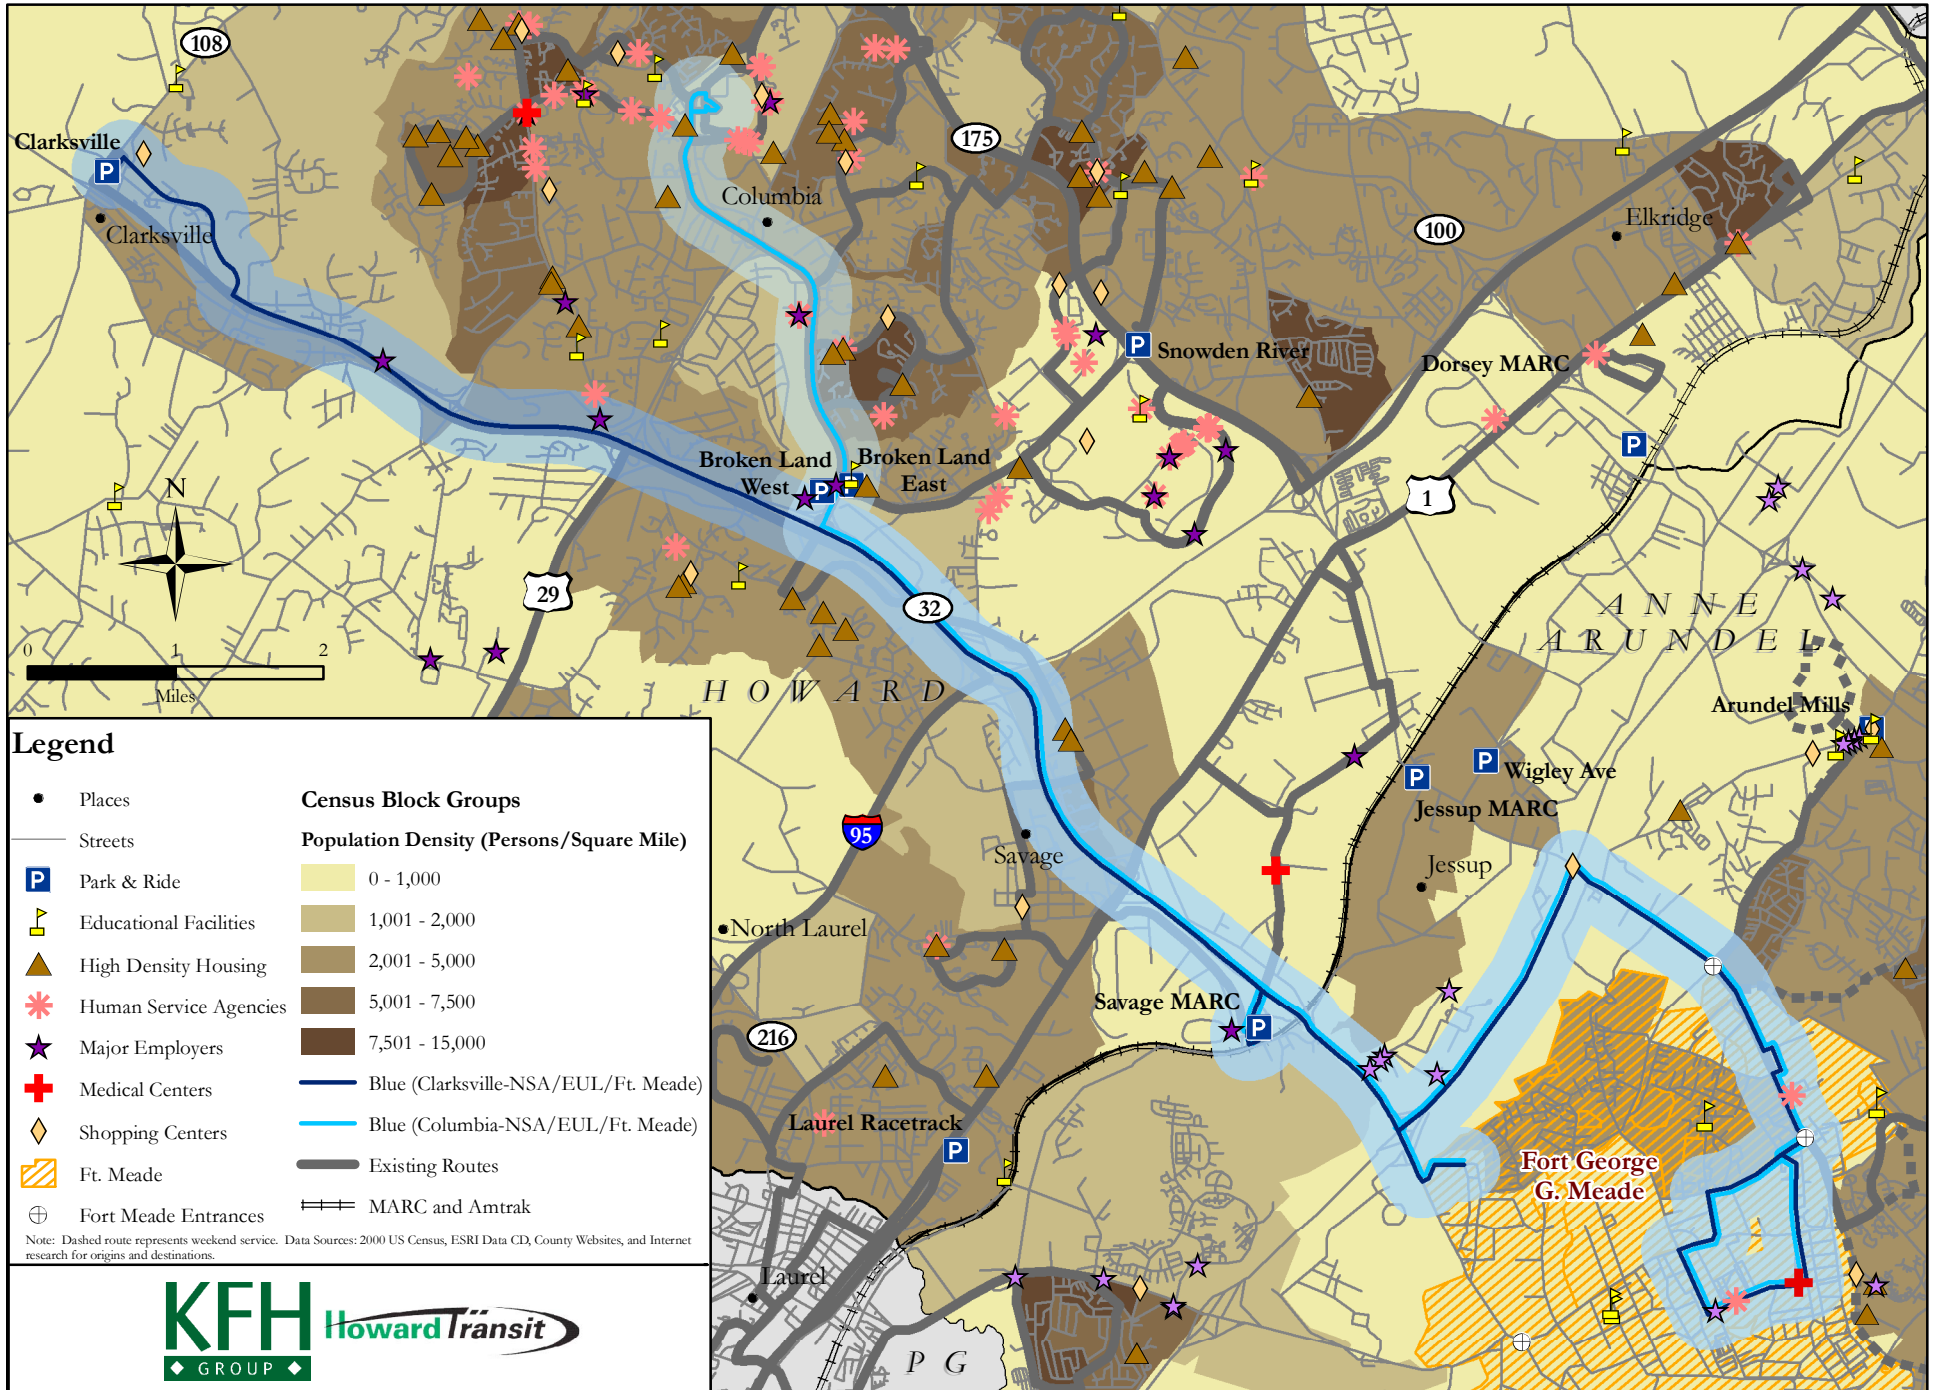 108
Clarksville
P
Clarksville
Columbia
175
100
Elkridge
P
Snowden River
Dorsey MARC
P
Broken Land
West
P
P
Broken Land
East
1
N
29
32
0
1
2
Miles
HOWARD
ANNE
ARUNDEL
Arundel Mills
P
Wigley Ave
P
Jessup MARC
Jessup
95
Savage
North Laurel
Savage MARC
P
216
Laurel Racetrack
P
Fort George
G. Meade
Laurel
PG
Legend
Places
Streets
P
Park & Ride
Educational Facilities
High Density Housing
Human Service Agencies
Major Employers
Medical Centers
Shopping Centers
Ft. Meade
Fort Meade Entrances
Census Block Groups
Population Density (Persons/Square Mile)
0 - 1,000
1,001 - 2,000
2,001 - 5,000
5,001 - 7,500
7,501 - 15,000
Blue (Clarksville-NSA/EUL/Ft. Meade)
Blue (Columbia-NSA/EUL/Ft. Meade)
Existing Routes
MARC and Amtrak
Note: Dashed route represents weekend service. Data Sources: 2000 US Census, ESRI Data CD, County Websites, and Internet
research for origins and destinations.
KFH
GROUP
Howard Transit